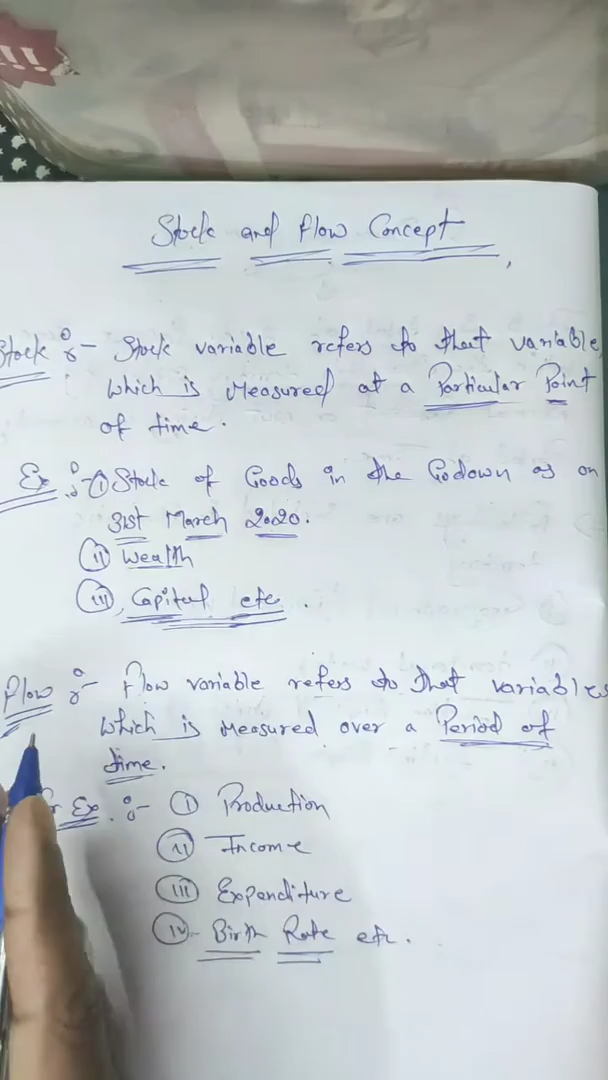 !!!
Stock and Flow Concept
Stock :- Stock variable refers to that variable
which is measured at a Particular Point
of time.
Ex :- (i) Stock of Goods in the Godown as on
31st March 2020.
(ii) Wealth
(iii) Capital etc.
Flow :- Flow variable refers to that variables
which is measured over a Period of
time.
Ex. :- (i) Production
(ii) Income
(iii) Expenditure
(iv) Birth Rate etc.